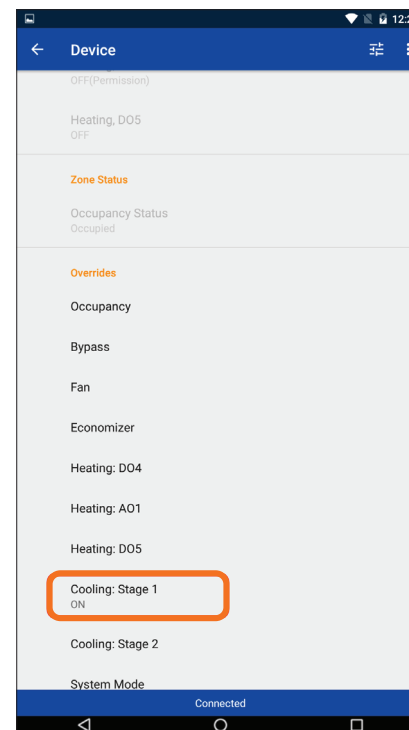 12:2
Device
OFF(Permission)
Heating, DO5
OFF
Zone Status
Occupancy Status
Occupied
Overrides
Occupancy
Bypass
Fan
Economizer
Heating: DO4
Heating: AO1
Heating: DO5
Cooling: Stage 1
ON
Cooling: Stage 2
System Mode
Connected